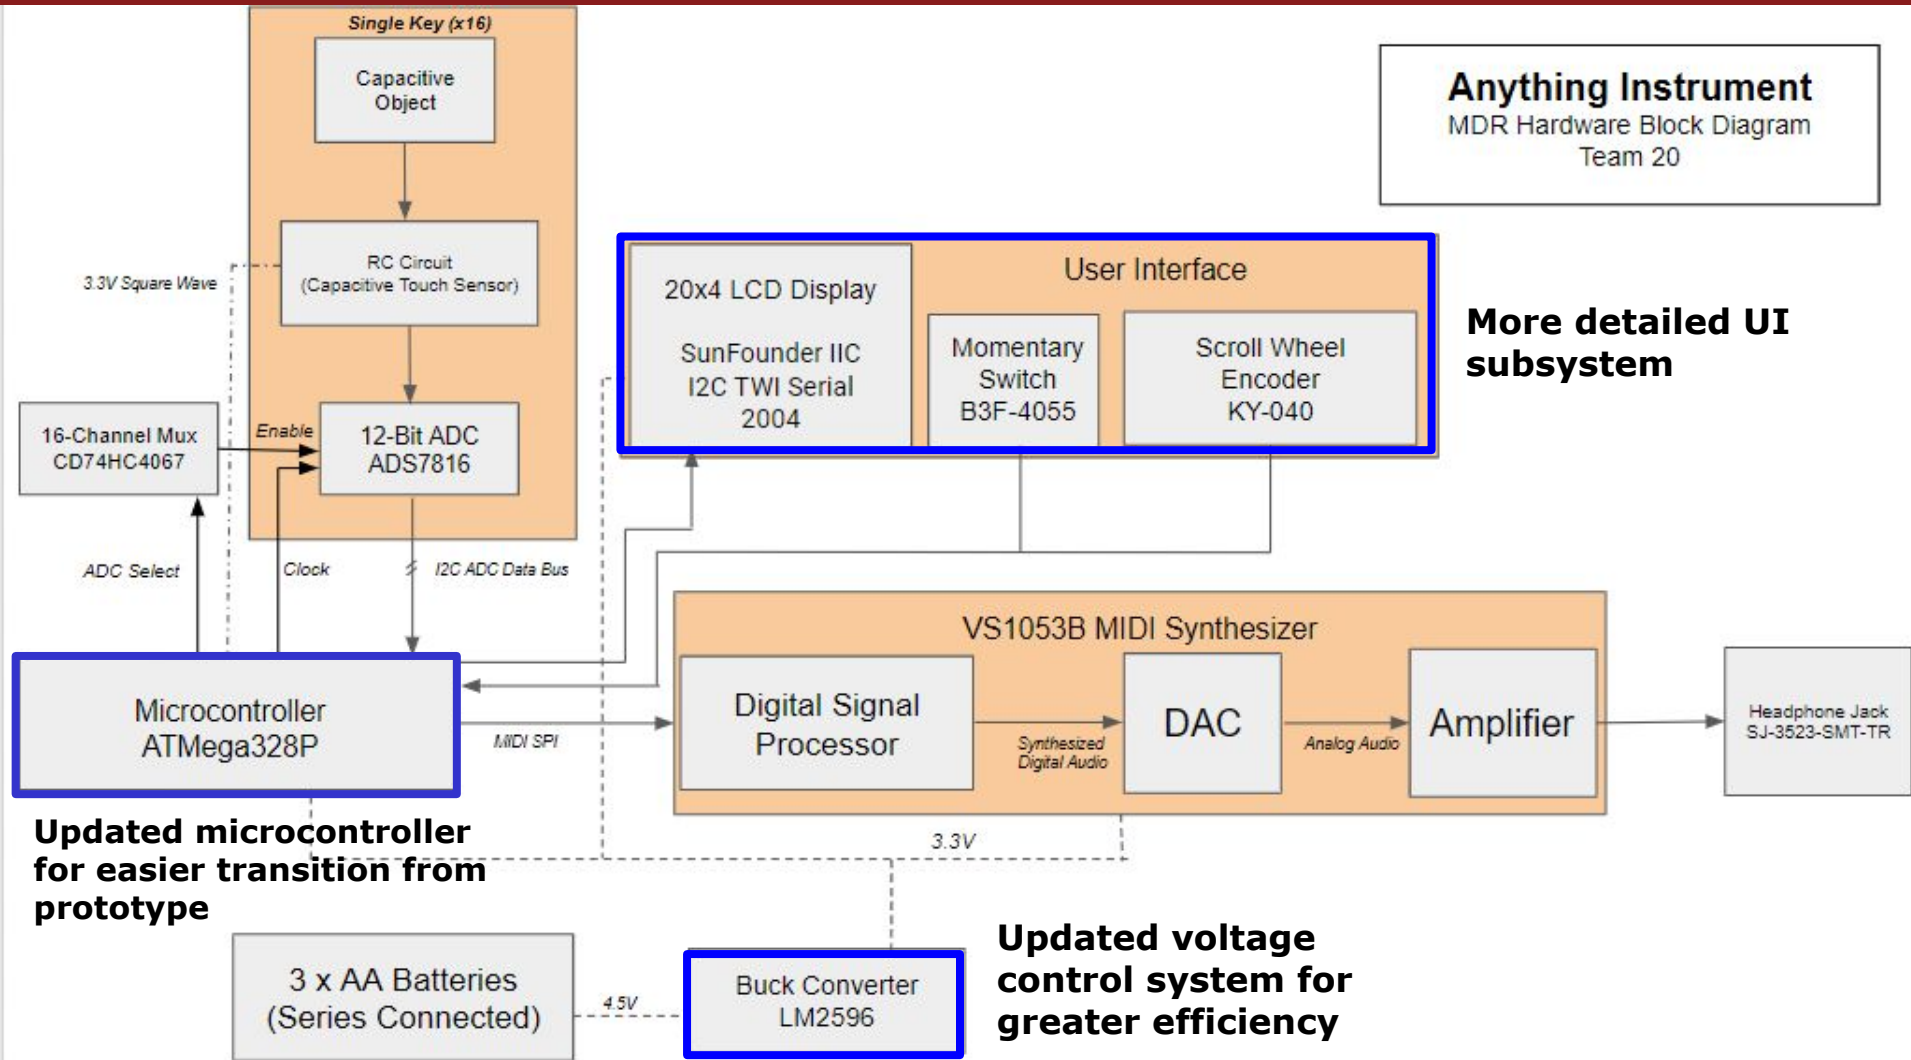 Single Key (x16)
Capacitive
Object
Anything Instrument
MDR Hardware Block Diagram
Team 20
RC Circuit
(Capacitive Touch Sensor)
3.3V Square Wave
User Interface
20x4 LCD Display
SunFounder IIC
I2C TWI Serial
2004
Momentary
Switch
B3F-4055
Scroll Wheel
Encoder
KY-040
More detailed UI
subsystem
16-Channel Mux
CD74HC4067
Enable
12-Bit ADC
ADS7816
ADC Select
Clock
I2C ADC Data Bus
VS1053B MIDI Synthesizer
Microcontroller
ATMega328P
MIDI SPI
Digital Signal
Processor
Synthesized
Digital Audio
DAC
Analog Audio
Amplifier
Headphone Jack
SJ-3523-SMT-TR
Updated microcontroller
for easier transition from
prototype
3.3V
3 x AA Batteries
(Series Connected)
4.5V
Buck Converter
LM2596
Updated voltage
control system for
greater efficiency